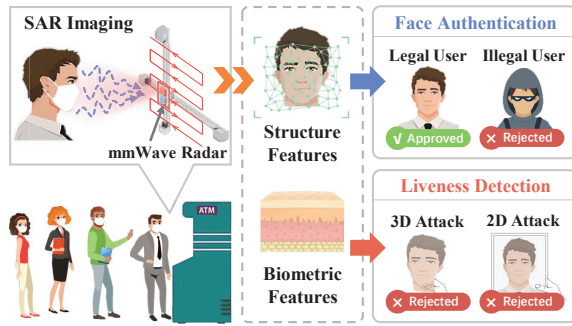 SAR Imaging
mmWave Radar
ATM
Structure
Features
Biometric
Features
Face Authentication
Legal User
Illegal User
√ Approved
× Rejected
Liveness Detection
3D Attack
2D Attack
× Rejected
× Rejected